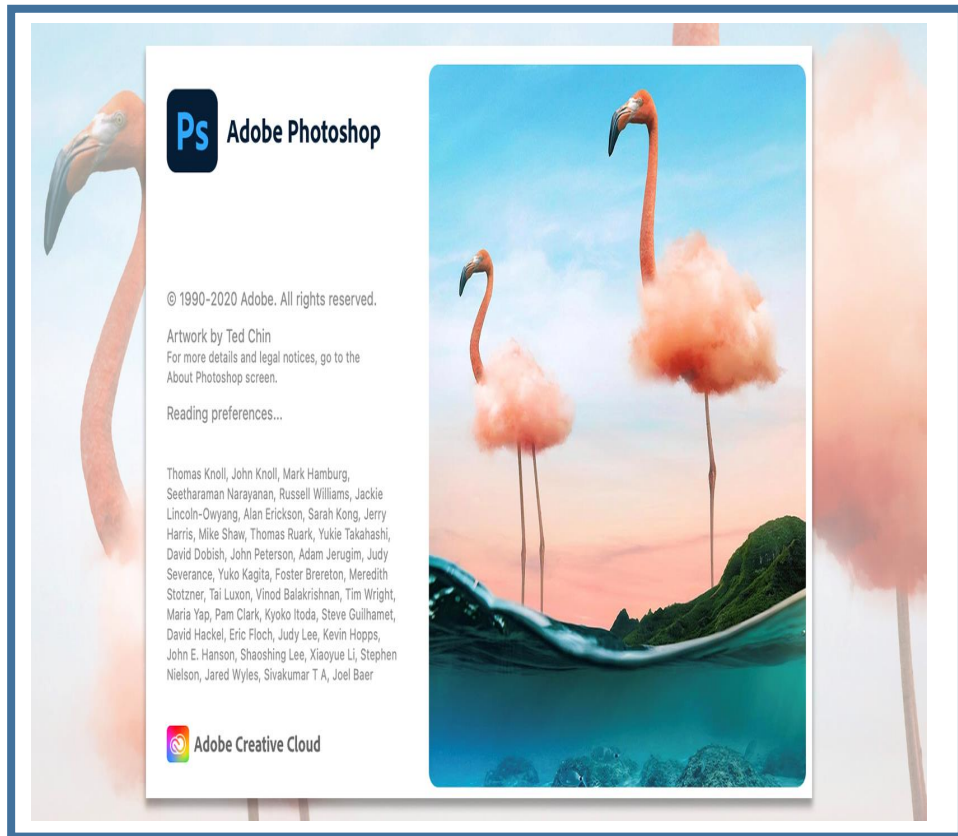 Ps Adobe Photoshop
© 1990-2020 Adobe. All rights reserved.
Artwork by Ted Chin
For more details and legal notices, go to the
About Photoshop screen.
Reading preferences...
Thomas Knoll, John Knoll, Mark Hamburg,
Seetharaman Narayanan, Russell Williams, Jackie
Lincoln-Owyang, Alan Erickson, Sarah Kong, Jerry
Harris, Mike Shaw, Thomas Ruark, Yukie Takahashi,
David Dobish, John Peterson, Adam Jerugim, Judy
Severance, Yuko Kagita, Foster Brereton, Meredith
Stotzner, Tai Luxon, Vinod Balakrishnan, Tim Wright,
Maria Yap, Pam Clark, Kyoko Itoda, Steve Guilhamet,
David Hackel, Eric Floch, Judy Lee, Kevin Hopps,
John E. Hanson, Shaoshing Lee, Xiaoyue Li, Stephen
Nielson, Jared Wyles, Sivakumar T A, Joel Baer
Adobe Creative Cloud